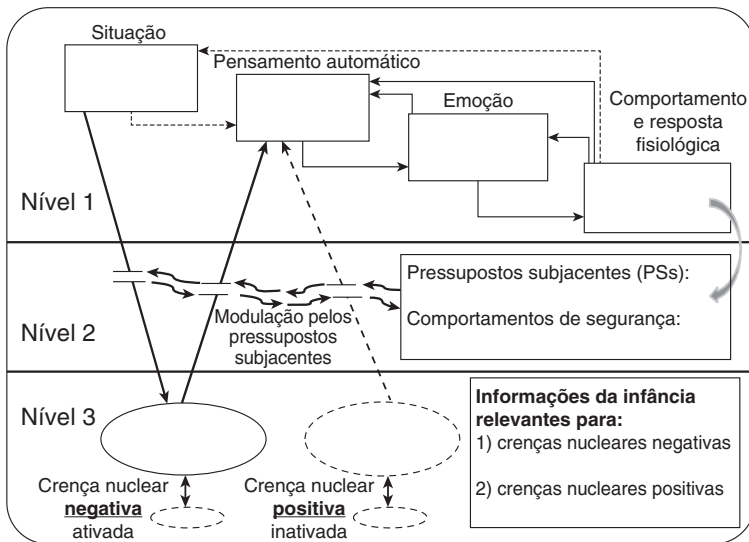 Situação
Pensamento automático
Emoção
Comportamento
e resposta
fisiológica
Nível 1
Pressupostos subjacentes (PSs):
Comportamentos de segurança:
Modulação pelos
pressupostos
subjacentes
Nível 2
Nível 3
Crença nuclear
negativa
ativada
Crença nuclear
positiva
inativada
Informações da infância
relevantes para:
1) crenças nucleares negativas
2) crenças nucleares positivas